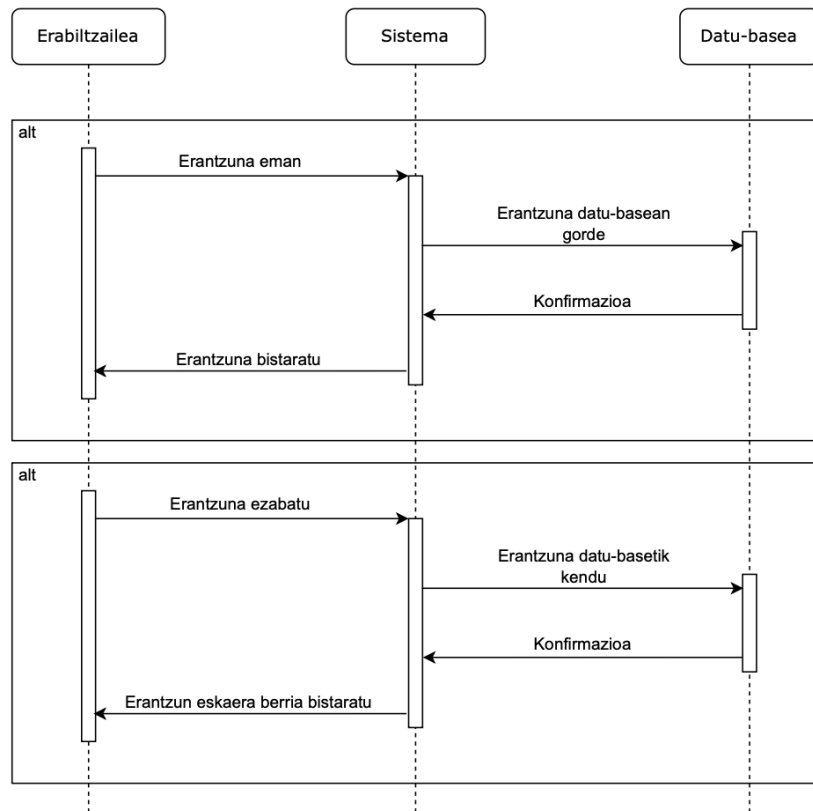 Erabiltzailea
Sistema
Datu-basea
alt
Erantzuna eman
Erantzuna datu-basean
gorde
Konfirmazioa
Erantzuna bistaratu
alt
Erantzuna ezabatu
Erantzuna datu-basetik
kendu
Konfirmazioa
Erantzun eskaera berria bistaratu